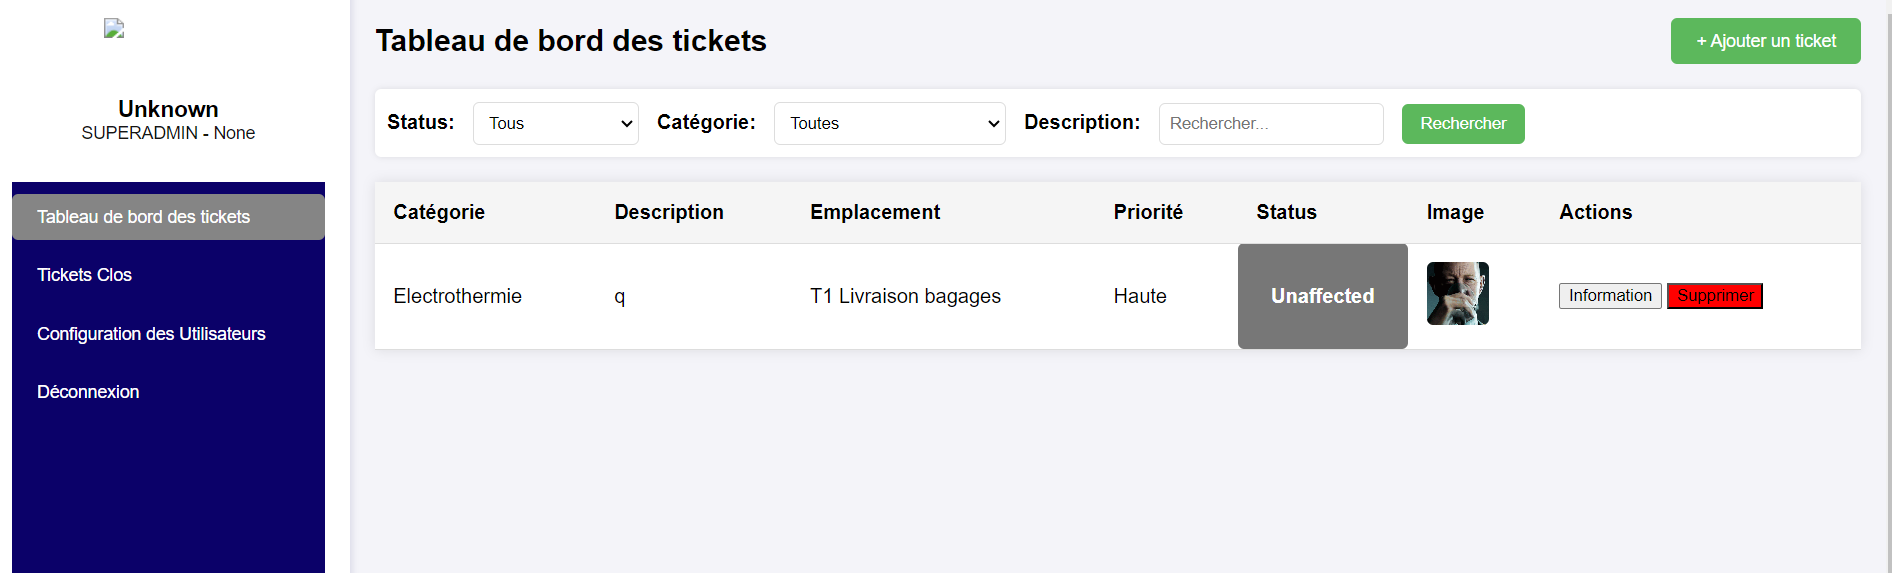 Unknown
SUPERADMIN - None
Tableau de bord des tickets
Tickets Clos
Configuration des Utilisateurs
Déconnexion
Tableau de bord des tickets
+ Ajouter un ticket
Status: Tous Catégorie: Toutes Description: Rechercher... Rechercher
Catégorie Description Emplacement Priorité Status Image Actions
Electrothermie q T1 Livraison bagages Haute Unaffected Information Supprimer